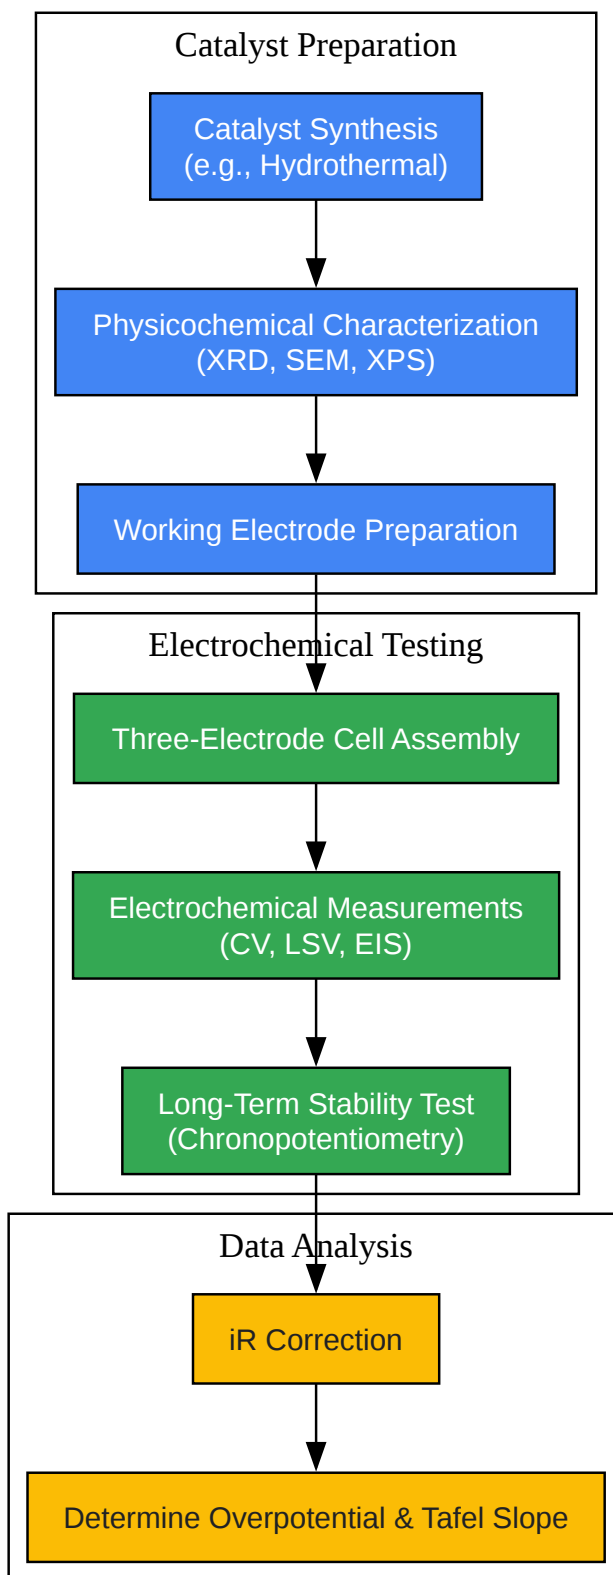 Catalyst Preparation
Catalyst Synthesis
(e.g., Hydrothermal)
Physicochemical Characterization
(XRD, SEM, XPS)
Working Electrode Preparation
Electrochemical Testing
Three-Electrode Cell Assembly
Electrochemical Measurements
(CV, LSV, EIS)
Long-Term Stability Test
(Chronopotentiometry)
Data Analysis
iR Correction
Determine Overpotential & Tafel Slope